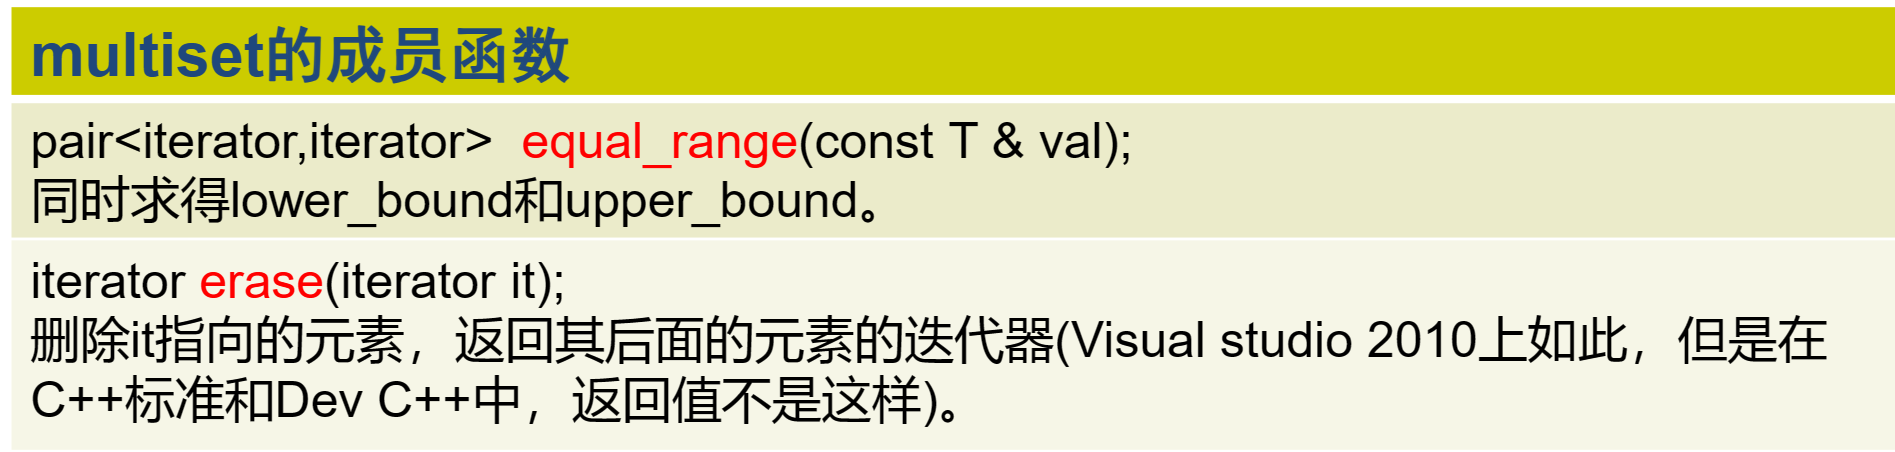 multiset的成员函数
pair<iterator,iterator>  equal_range(const T & val);
同时求得lower_bound和upper_bound。
iterator erase(iterator it);
删除it指向的元素，返回其后面的元素的迭代器(Visual studio 2010上如此，但是在
C++标准和Dev C++中，返回值不是这样)。